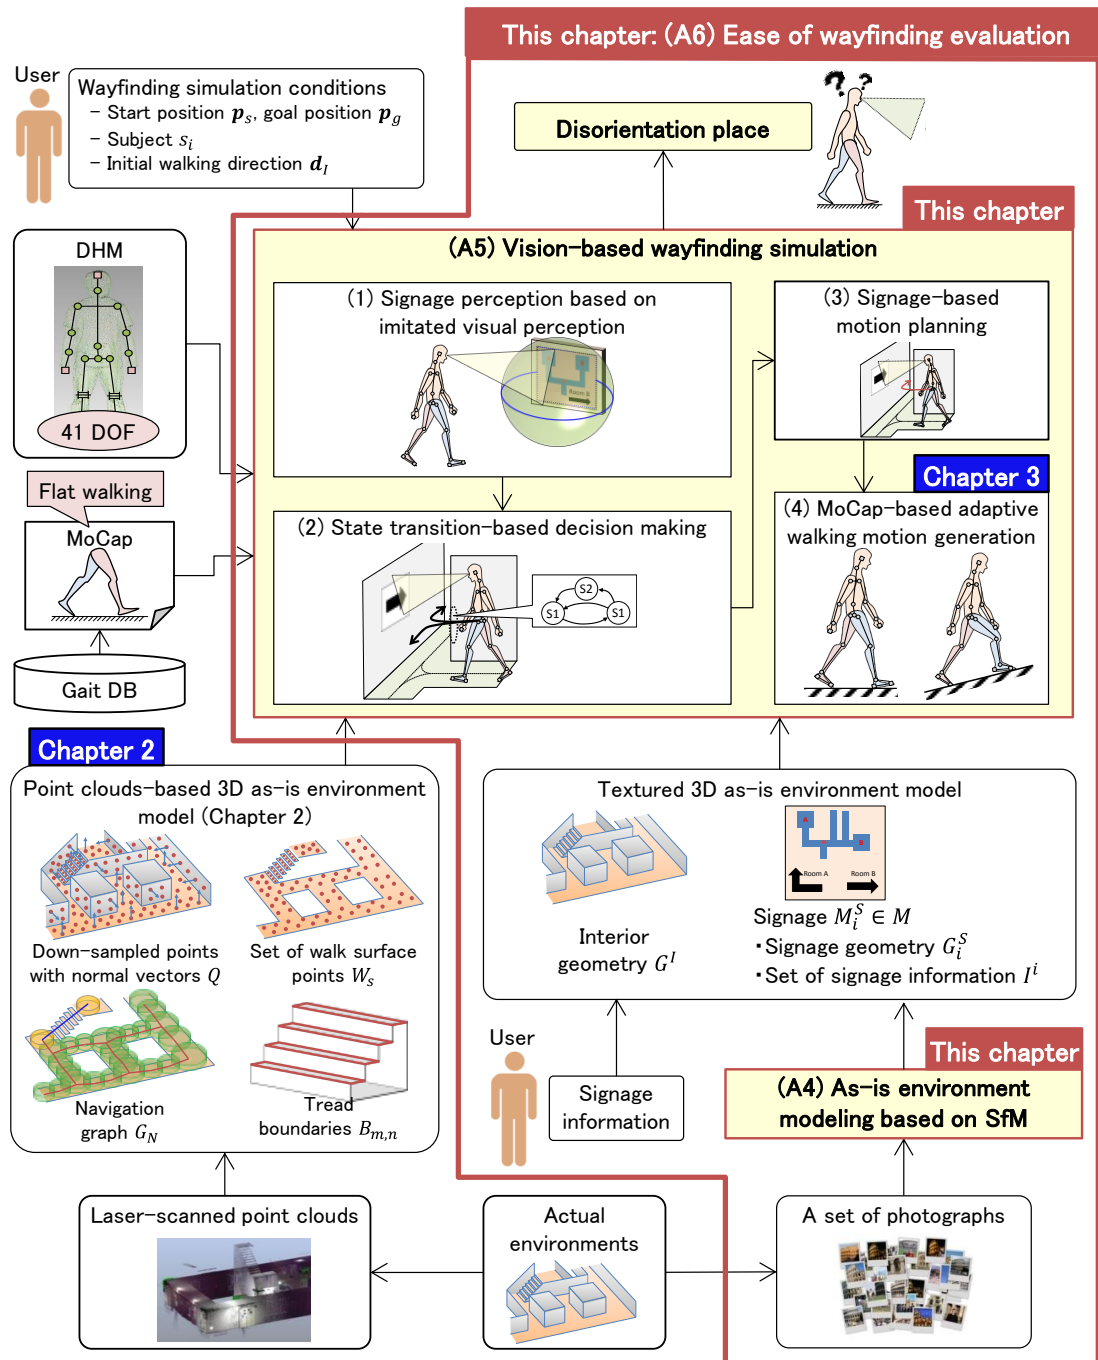 This chapter: (A6) Ease of wayfinding evaluation
User
Wayfinding simulation conditions
– Start position 𝒑ₛ, goal position 𝒑_g
– Subject s_i
– Initial walking direction 𝒅_I
Disorientation place
? ?
This chapter
DHM
41 DOF
(A5) Vision-based wayfinding simulation
(1) Signage perception based on
imitated visual perception
Room B
(3) Signage-based
motion planning
Flat walking
MoCap
Gait DB
(2) State transition-based decision making
S2
S1
S1
Chapter 3
(4) MoCap-based adaptive
walking motion generation
Chapter 2
Point clouds-based 3D as-is environment
model (Chapter 2)
Down-sampled points
with normal vectors Q
Set of walk surface
points W_s
Navigation
graph G_N
Tread
boundaries B_{m,n}
Textured 3D as-is environment model
Interior
geometry G^I
A
B
Room A
Room B
Signage M_i^S ∈ M
・Signage geometry G_i^S
・Set of signage information I^i
User
Signage
information
This chapter
(A4) As-is environment
modeling based on SfM
Laser-scanned point clouds
Actual
environments
A set of photographs